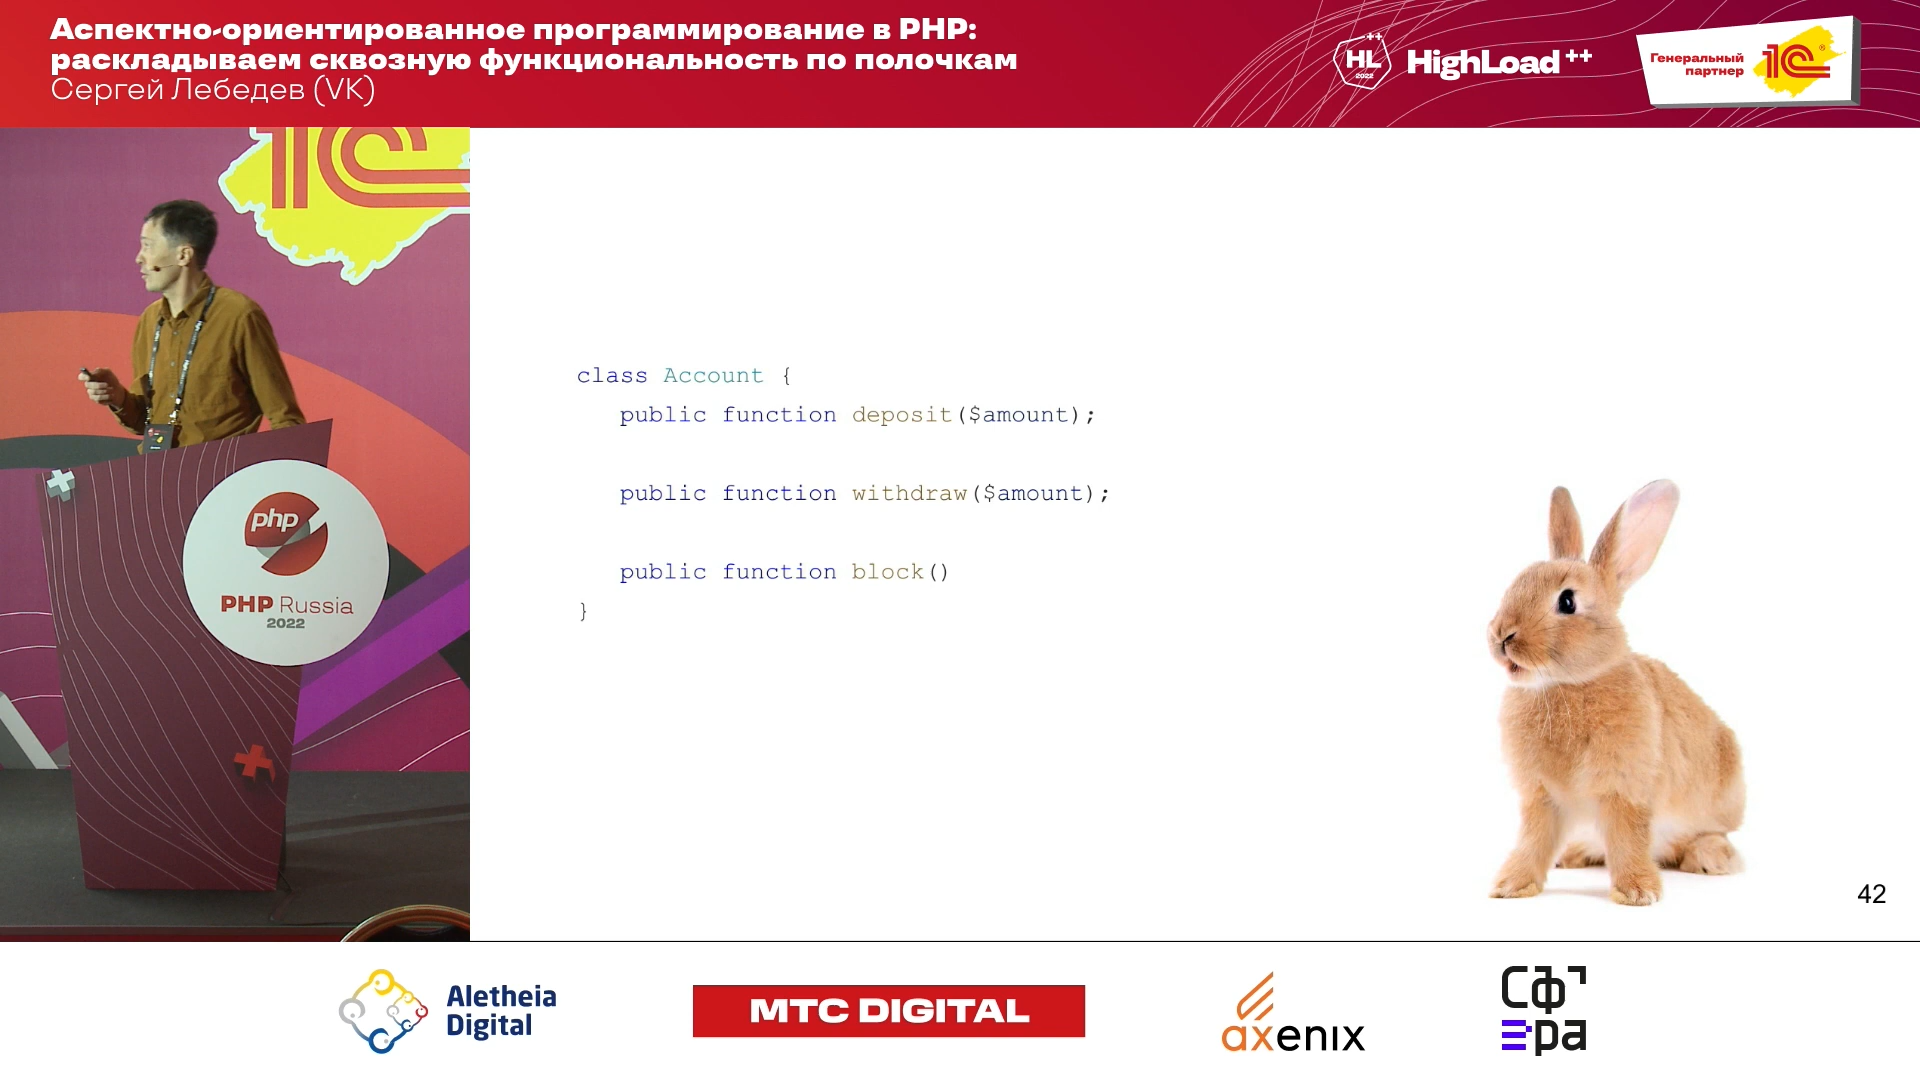 Аспектно-ориентированное программирование в PHP:
раскладываем сквозную функциональность по полочкам
Сергей Лебедев (VK)
++
HL
2022
HighLoad++
Генеральный
партнер
1С®
1С
php
PHP Russia
2022
class Account {
public function deposit($amount);
public function withdraw($amount);
public function block()
}
42
Aletheia
Digital
МТС DIGITAL
axenix
Сф
ера